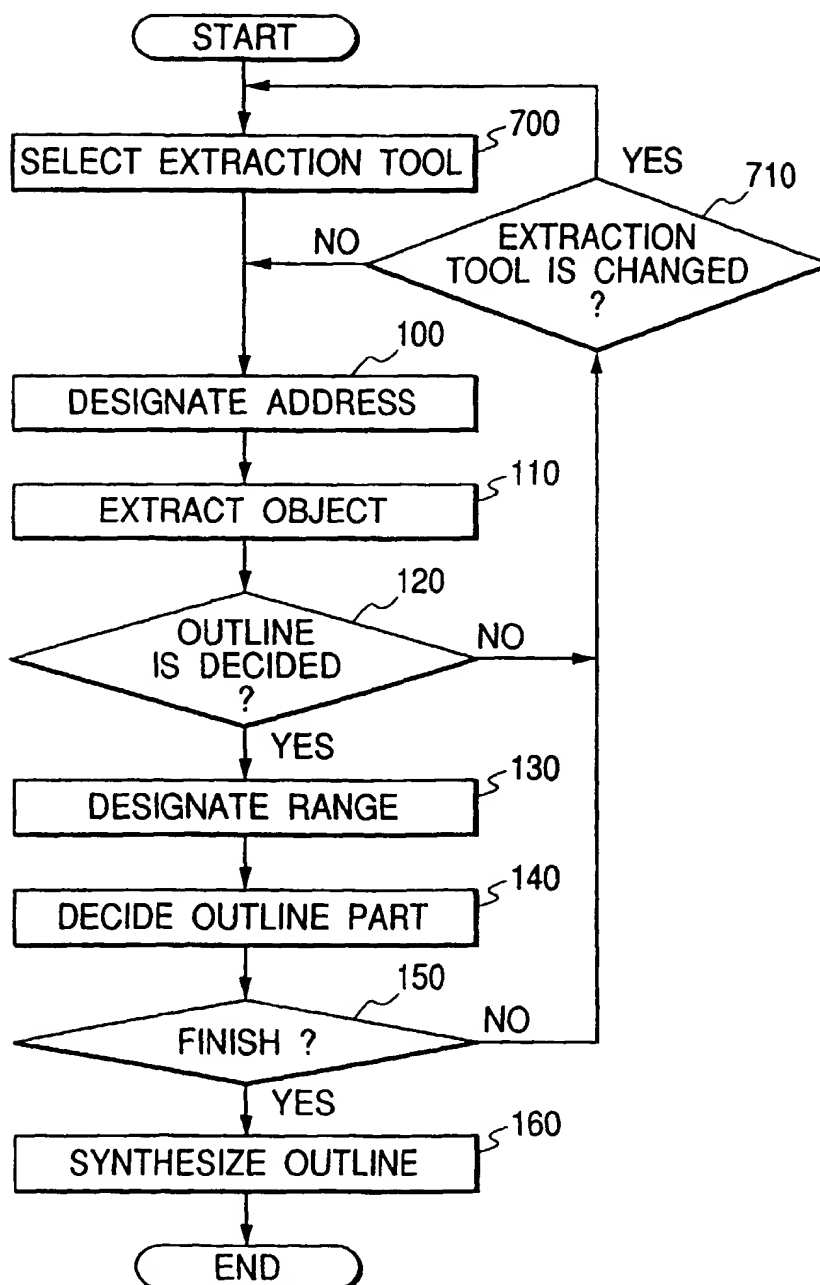 START
700
SELECT EXTRACTION TOOL
YES
710
NO
EXTRACTION
TOOL IS CHANGED
?
100
DESIGNATE ADDRESS
110
EXTRACT OBJECT
120
OUTLINE
IS DECIDED
?
NO
YES
130
DESIGNATE RANGE
140
DECIDE OUTLINE PART
150
FINISH ?
NO
YES
160
SYNTHESIZE OUTLINE
END